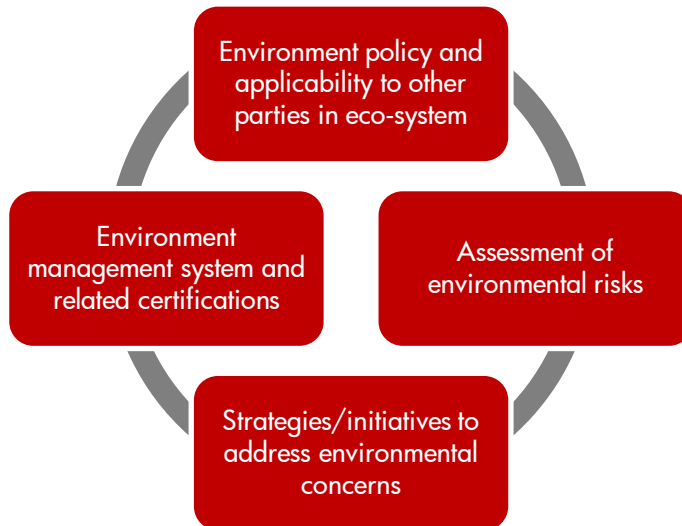 Environment policy and
applicability to other
parties in eco-system
Environment
management system and
related certifications
Assessment of
environmental risks
Strategies/initiatives to
address environmental
concerns